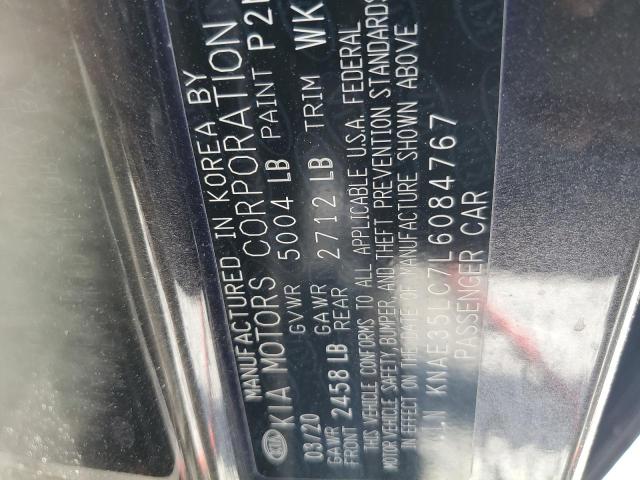 MANUFACTURED IN KOREA BY
KIA KIA MOTORS CORPORATION
03/20 GVWR 5004 LB PAINT
GAWR FRONT 2458 LB GAWR REAR 2712 LB TRIM WK
THIS VEHICLE CONFORMS TO ALL APPLICABLE U.S.A. FEDERAL
MOTOR VEHICLE SAFETY, BUMPER, AND THEFT PREVENTION STANDARDS
IN EFFECT ON THE DATE OF MANUFACTURE SHOWN ABOVE
KNAE35LC7L6084767
PASSENGER CAR